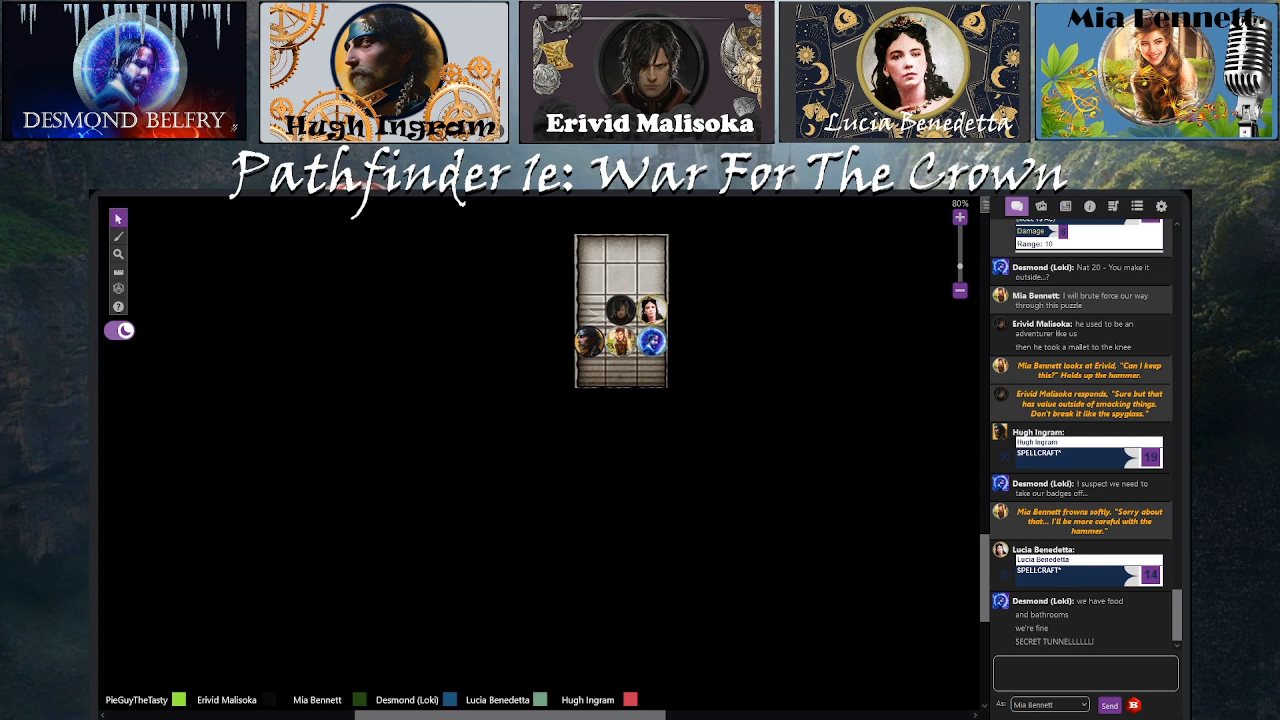 DESMOND BELFRY
Hugh Ingram
Erivid Malisoka
Lucia Benedetta
Mia Bennett
Pathfinder 1e: War For The Crown
80%
Damage
Range: 10
Desmond (Loki): Nat 20 - You make it
outside...?
Mia Bennett: I will brute force our way
through this puzzle
Erivid Malisoka: he used to be an
adventurer like us
then he took a mallet to the knee
Mia Bennett looks at Erivid, "Can I keep
this?" Holds up the hammer.
Erivid Malisoka responds, "Sure but that
has value outside of smacking things.
Don't break it like the spyglass."
Hugh Ingram:
Hugh Ingram
SPELLCRAFT*
19
Desmond (Loki): I suspect we need to
take our badges off...
Mia Bennett frowns softly. "Sorry about
that... I'll be more careful with the
hammer."
Lucia Benedetta:
Lucia Benedetta
SPELLCRAFT*
14
Desmond (Loki): we have food
and bathrooms
we're fine
SECRET TUNNELLLLLL!
As: Mia Bennett Send
PieGuyTheTasty Erivid Malisoka Mia Bennett Desmond (Loki) Lucia Benedetta Hugh Ingram